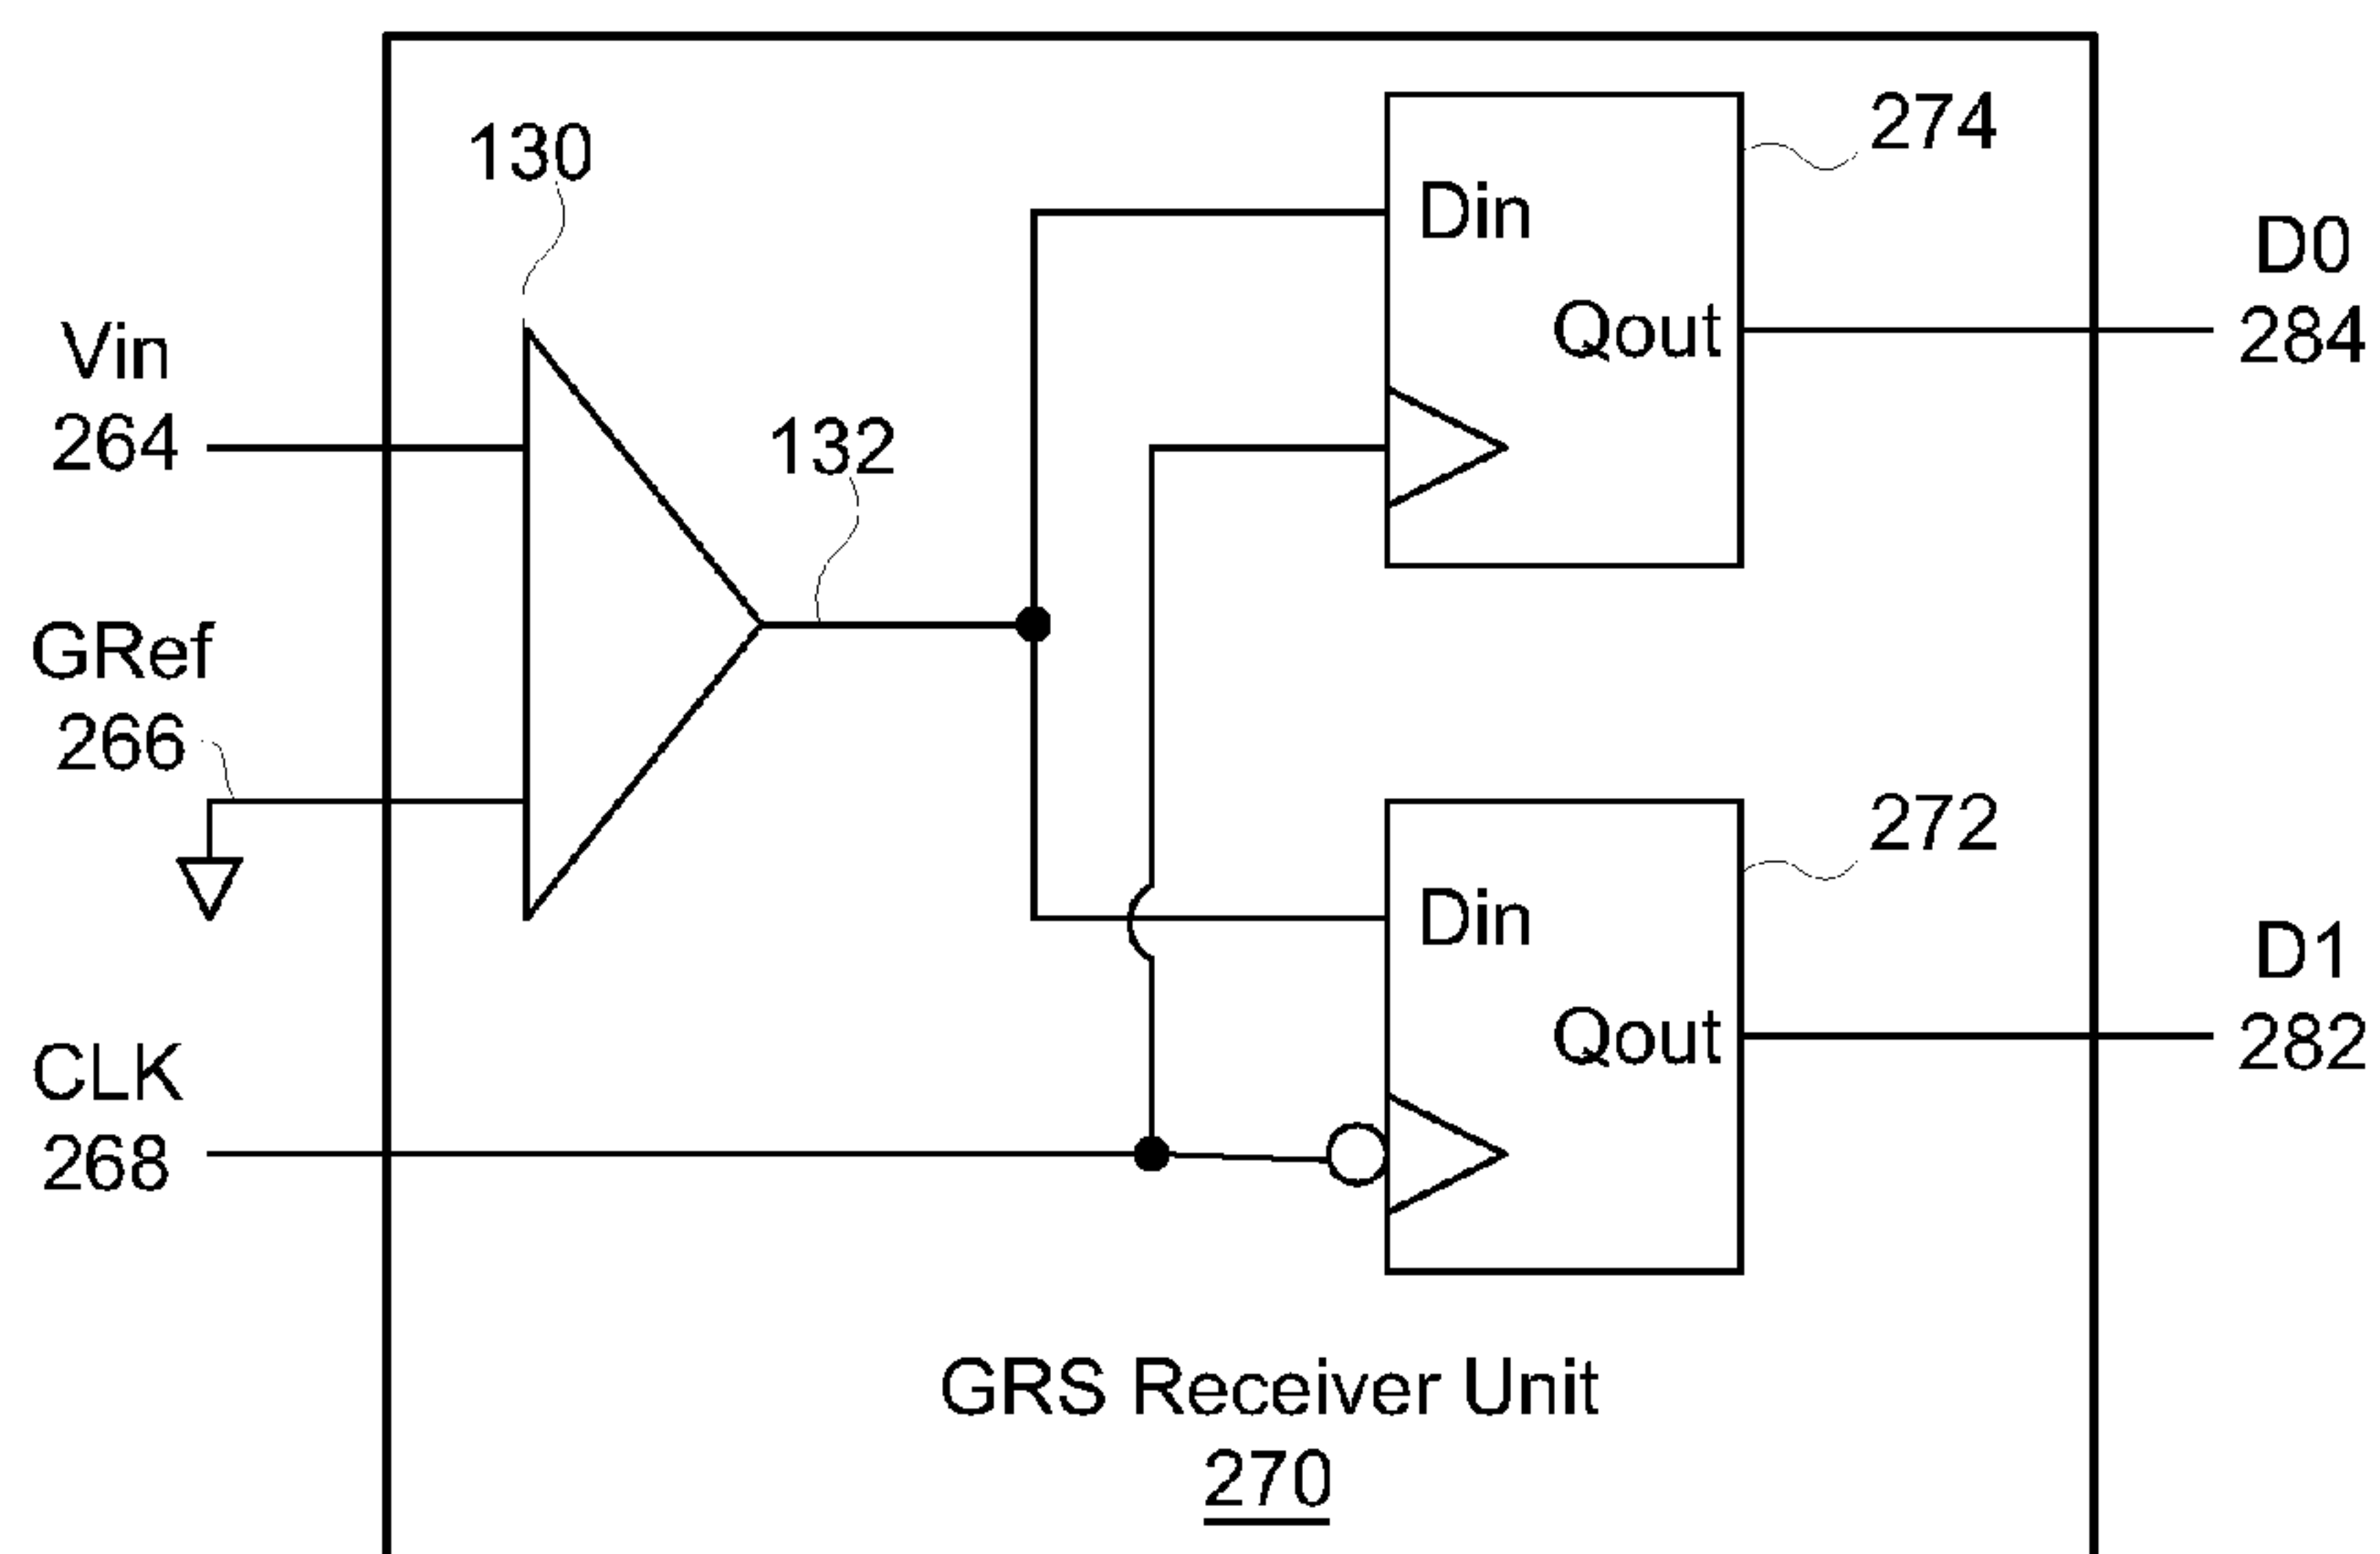 130
274
Din
D0
Qout
284
Vin
264
132
GRef
266
272
Din
D1
Qout
282
CLK
268
GRS Receiver Unit
270